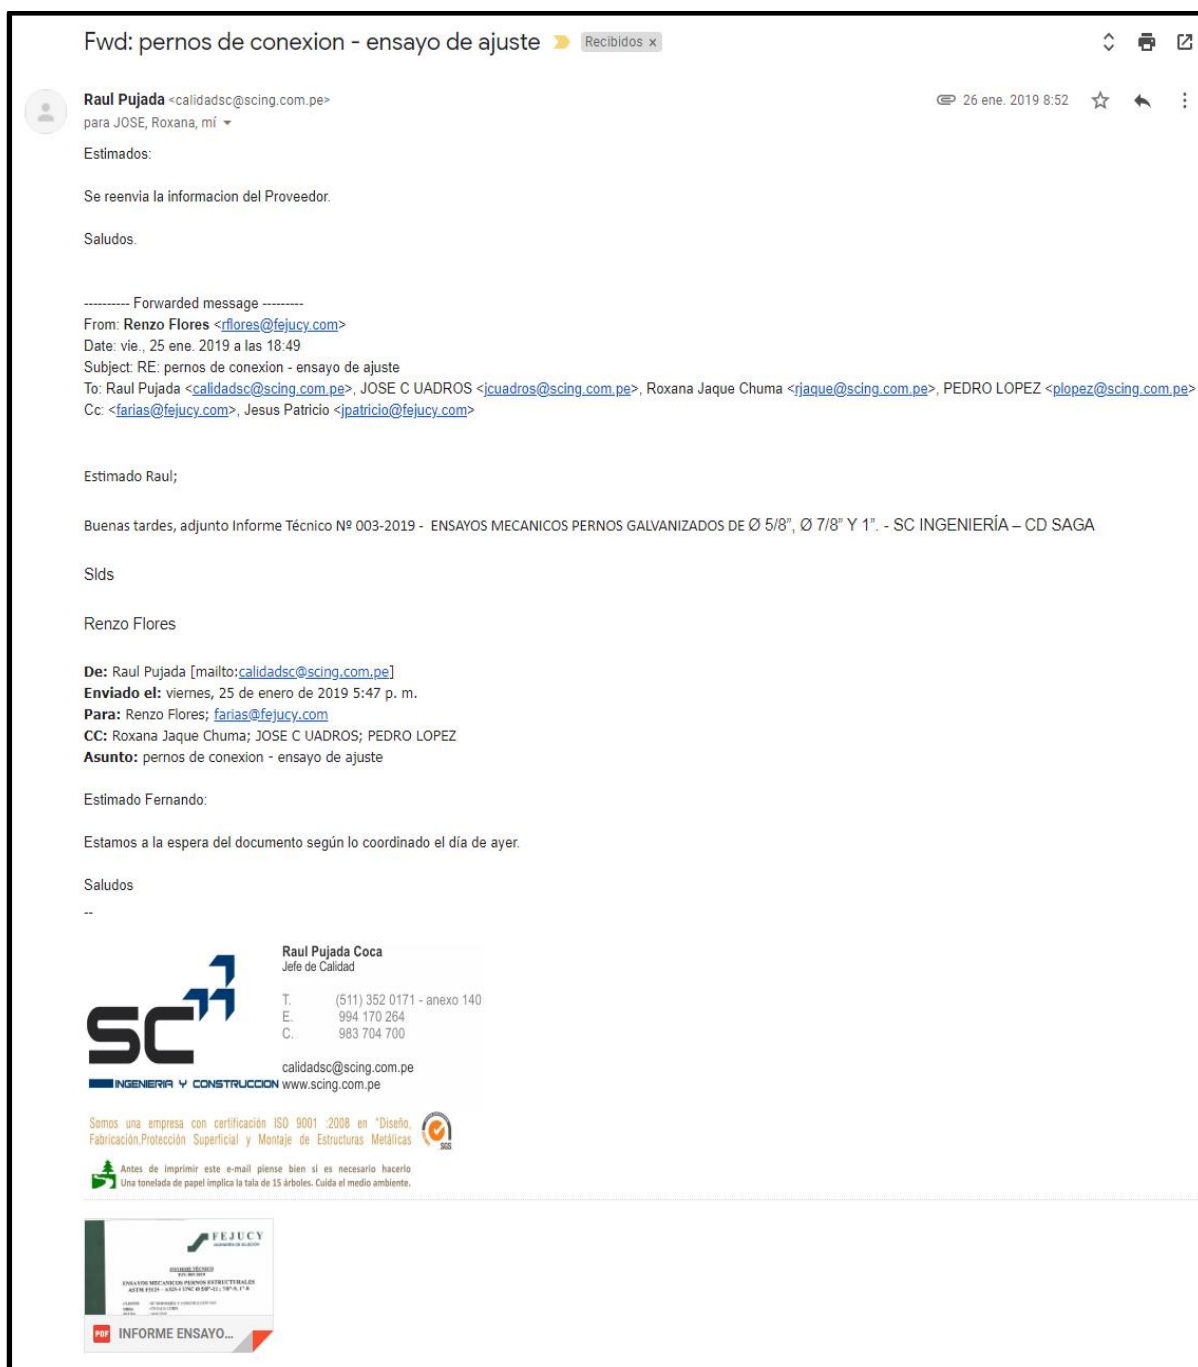 Fwd: pernos de conexion - ensayo de ajuste Recibidos x
Raul Pujada <calidadsc@scing.com.pe> 26 ene. 2019 8:52
para JOSE, Roxana, mí
Estimados:
Se reenvia la informacion del Proveedor.
Saludos.
---------- Forwarded message ---------
From: Renzo Flores <rflores@fejucy.com>
Date: vie., 25 ene. 2019 a las 18:49
Subject: RE: pernos de conexion - ensayo de ajuste
To: Raul Pujada <calidadsc@scing.com.pe>, JOSE C UADROS <jcuadros@scing.com.pe>, Roxana Jaque Chuma <rjaque@scing.com.pe>, PEDRO LOPEZ <plopez@scing.com.pe>
Cc: <farias@fejucy.com>, Jesus Patricio <jpatricio@fejucy.com>
Estimado Raul;
Buenas tardes, adjunto Informe Técnico Nº 003-2019 - ENSAYOS MECANICOS PERNOS GALVANIZADOS DE Ø 5/8”, Ø 7/8” Y 1”. - SC INGENIERÍA – CD SAGA
Slds
Renzo Flores
De: Raul Pujada [mailto:calidadsc@scing.com.pe]
Enviado el: viernes, 25 de enero de 2019 5:47 p. m.
Para: Renzo Flores; farias@fejucy.com
CC: Roxana Jaque Chuma; JOSE C UADROS; PEDRO LOPEZ
Asunto: pernos de conexion - ensayo de ajuste
Estimado Fernando:
Estamos a la espera del documento según lo coordinado el día de ayer.
Saludos
--
SC
INGENIERIA Y CONSTRUCCION
Raul Pujada Coca
Jefe de Calidad
T. (511) 352 0171 - anexo 140
E. 994 170 264
C. 983 704 700
calidadsc@scing.com.pe
www.scing.com.pe
Somos una empresa con certificación ISO 9001 :2008 en "Diseño,
Fabricación,Protección Superficial y Montaje de Estructuras Metálicas
SGS
Antes de imprimir este e-mail piense bien si es necesario hacerlo
Una tonelada de papel implica la tala de 15 árboles. Cuida el medio ambiente.
FEJUCY
INFORME TÉCNICO
ENSAYOS MECANICOS PERNOS ESTRUCTURALES
PDF INFORME ENSAYO...